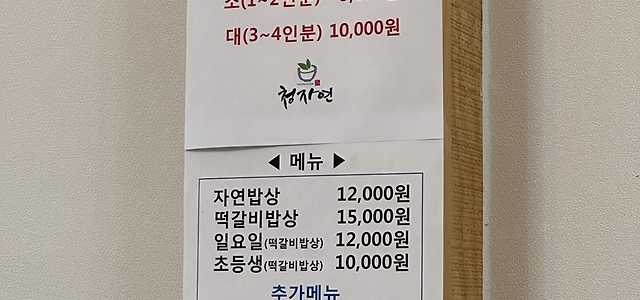 대(3~4인분) 10,000원
청자연
◀ 메뉴 ▶
자연밥상 12,000원
떡갈비밥상 15,000원
일요일(떡갈비밥상) 12,000원
초등생(떡갈비밥상) 10,000원
추가메뉴